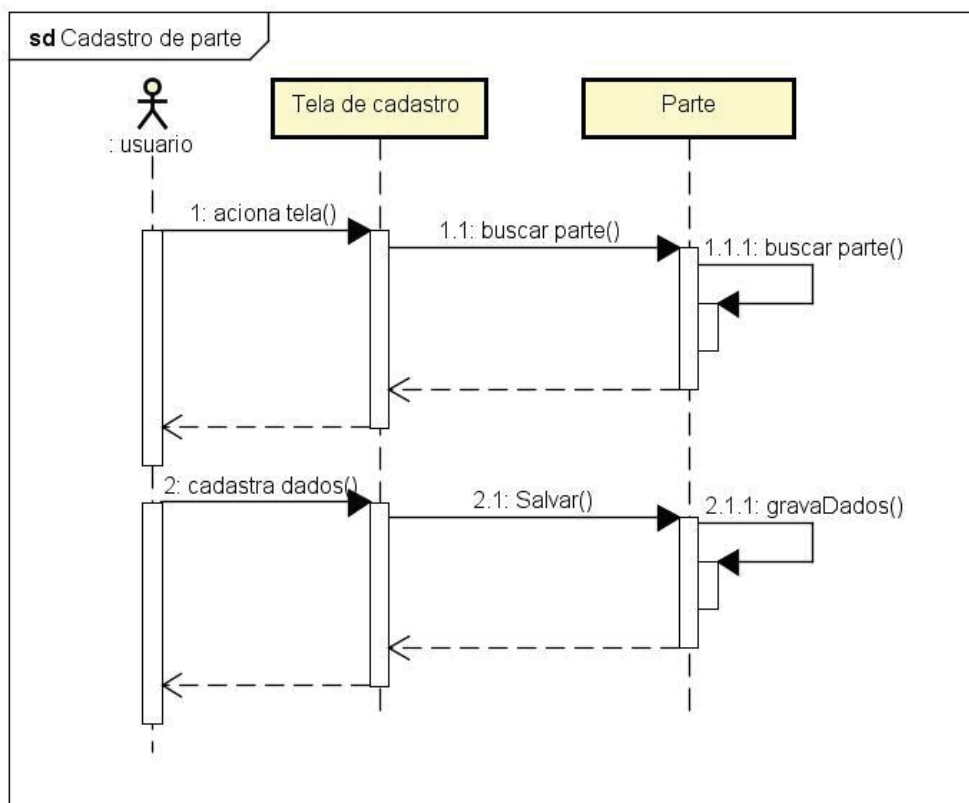 sd Cadastro de parte
: usuario
Tela de cadastro
Parte
1: aciona tela()
1.1: buscar parte()
1.1.1: buscar parte()
2: cadastra dados()
2.1: Salvar()
2.1.1: gravaDados()